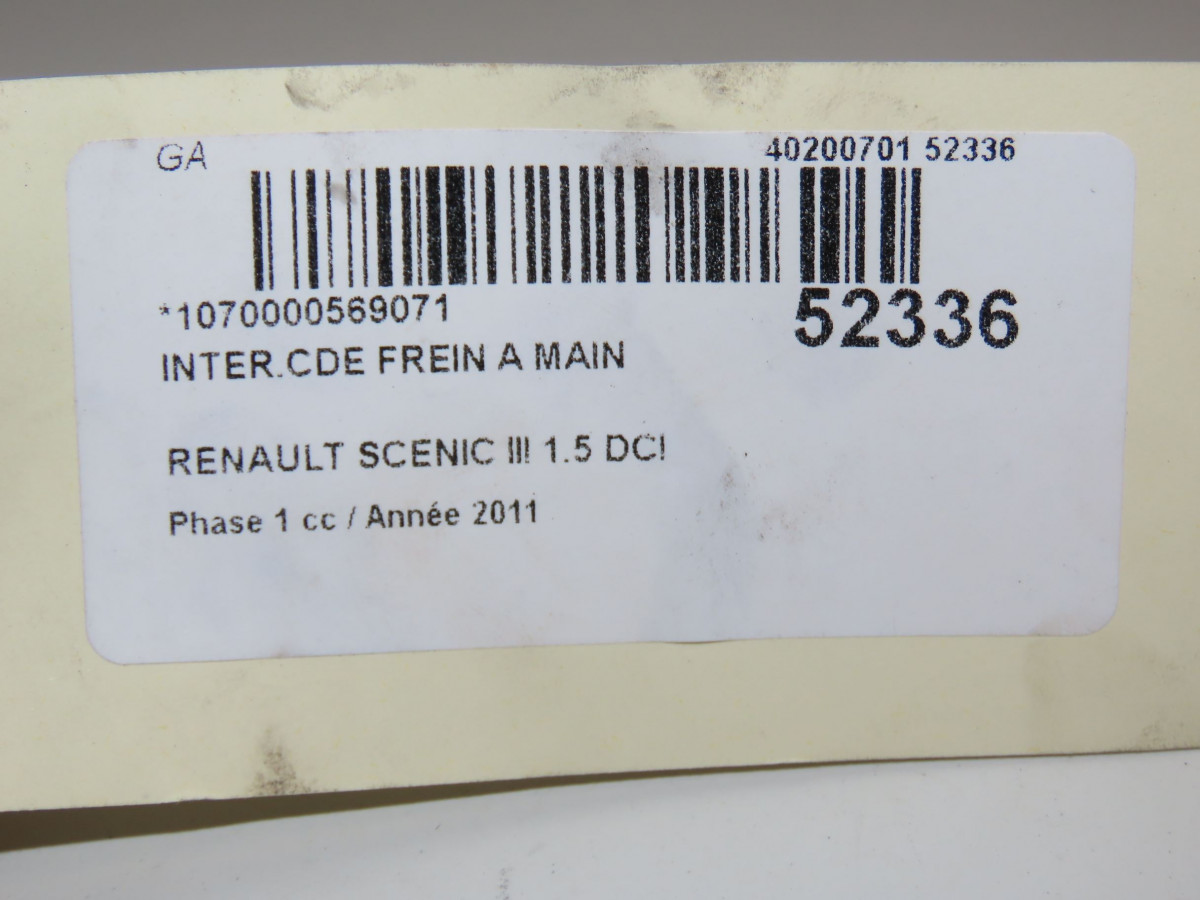 GA
40200701 52336
*1070000569071
52336
INTER.CDE FREIN A MAIN
RENAULT SCENIC III 1.5 DCI
Phase 1 cc / Année 2011